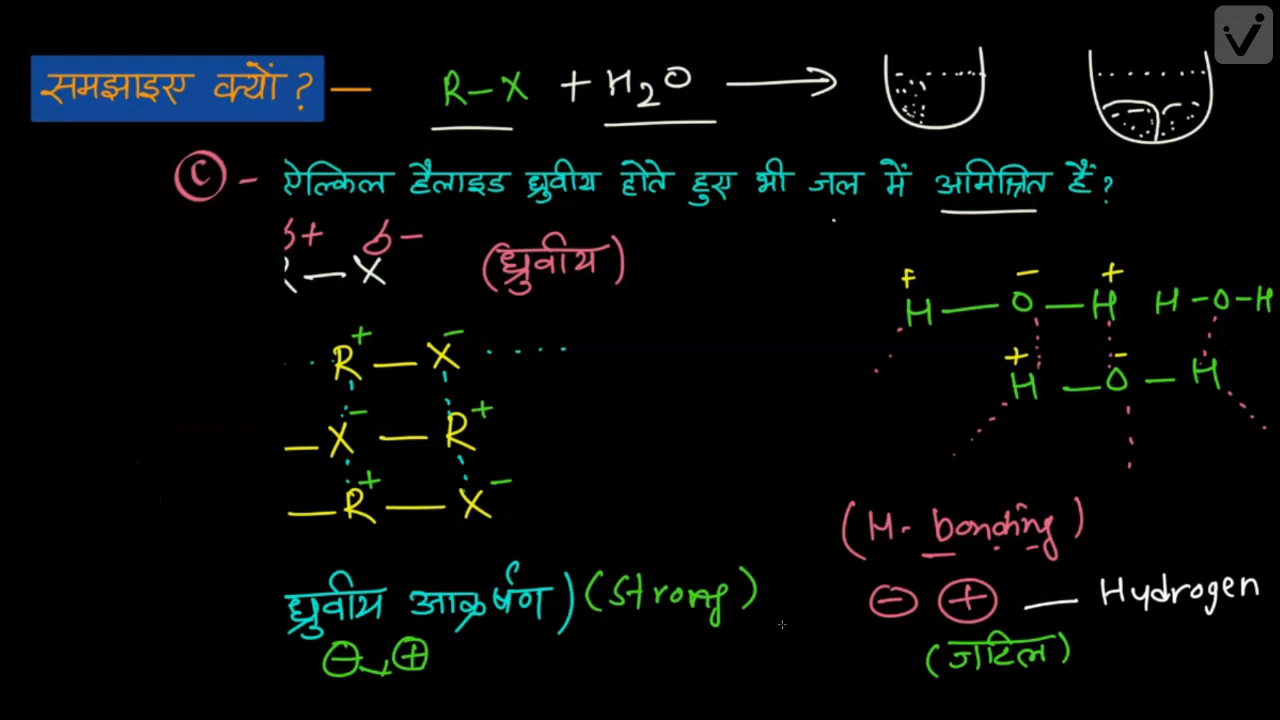 समझाइए क्यों? — R–X + H₂O ⟶
C - ऐल्किल हैलाइड ध्रुवीय होते हुए भी जल में अमिश्रित हैं?
δ+ δ–
R–X (ध्रुवीय)
+ – +
H—O—H H–O–H
+ –
R—X
+ –
H—O—H
– +
—X—R
+ –
—R—X
(H-bonding)
ध्रुवीय आकर्षण) (Strong)
– + — Hydrogen
– +
(जटिल)